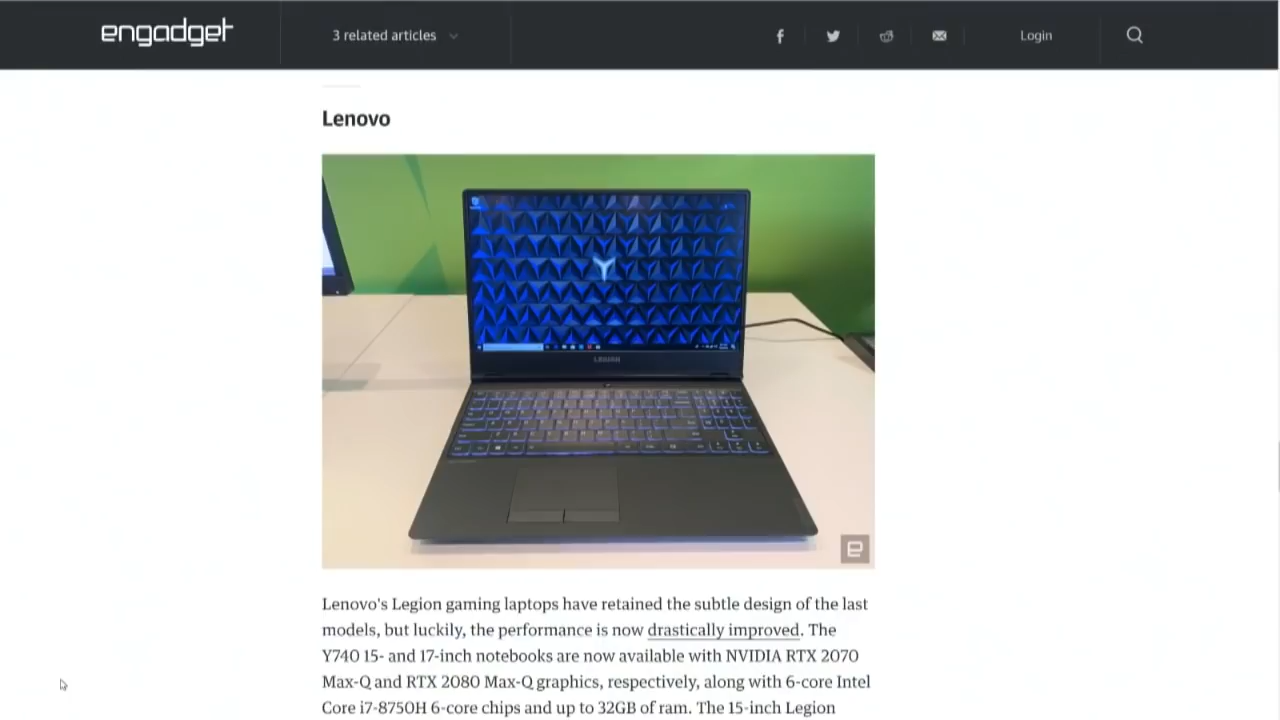 engadget
3 related articles
Login
Lenovo
LEGION
Lenovo's Legion gaming laptops have retained the subtle design of the last
models, but luckily, the performance is now drastically improved. The
Y740 15- and 17-inch notebooks are now available with NVIDIA RTX 2070
Max-Q and RTX 2080 Max-Q graphics, respectively, along with 6-core Intel
Core i7-8750H 6-core chips and up to 32GB of ram. The 15-inch Legion